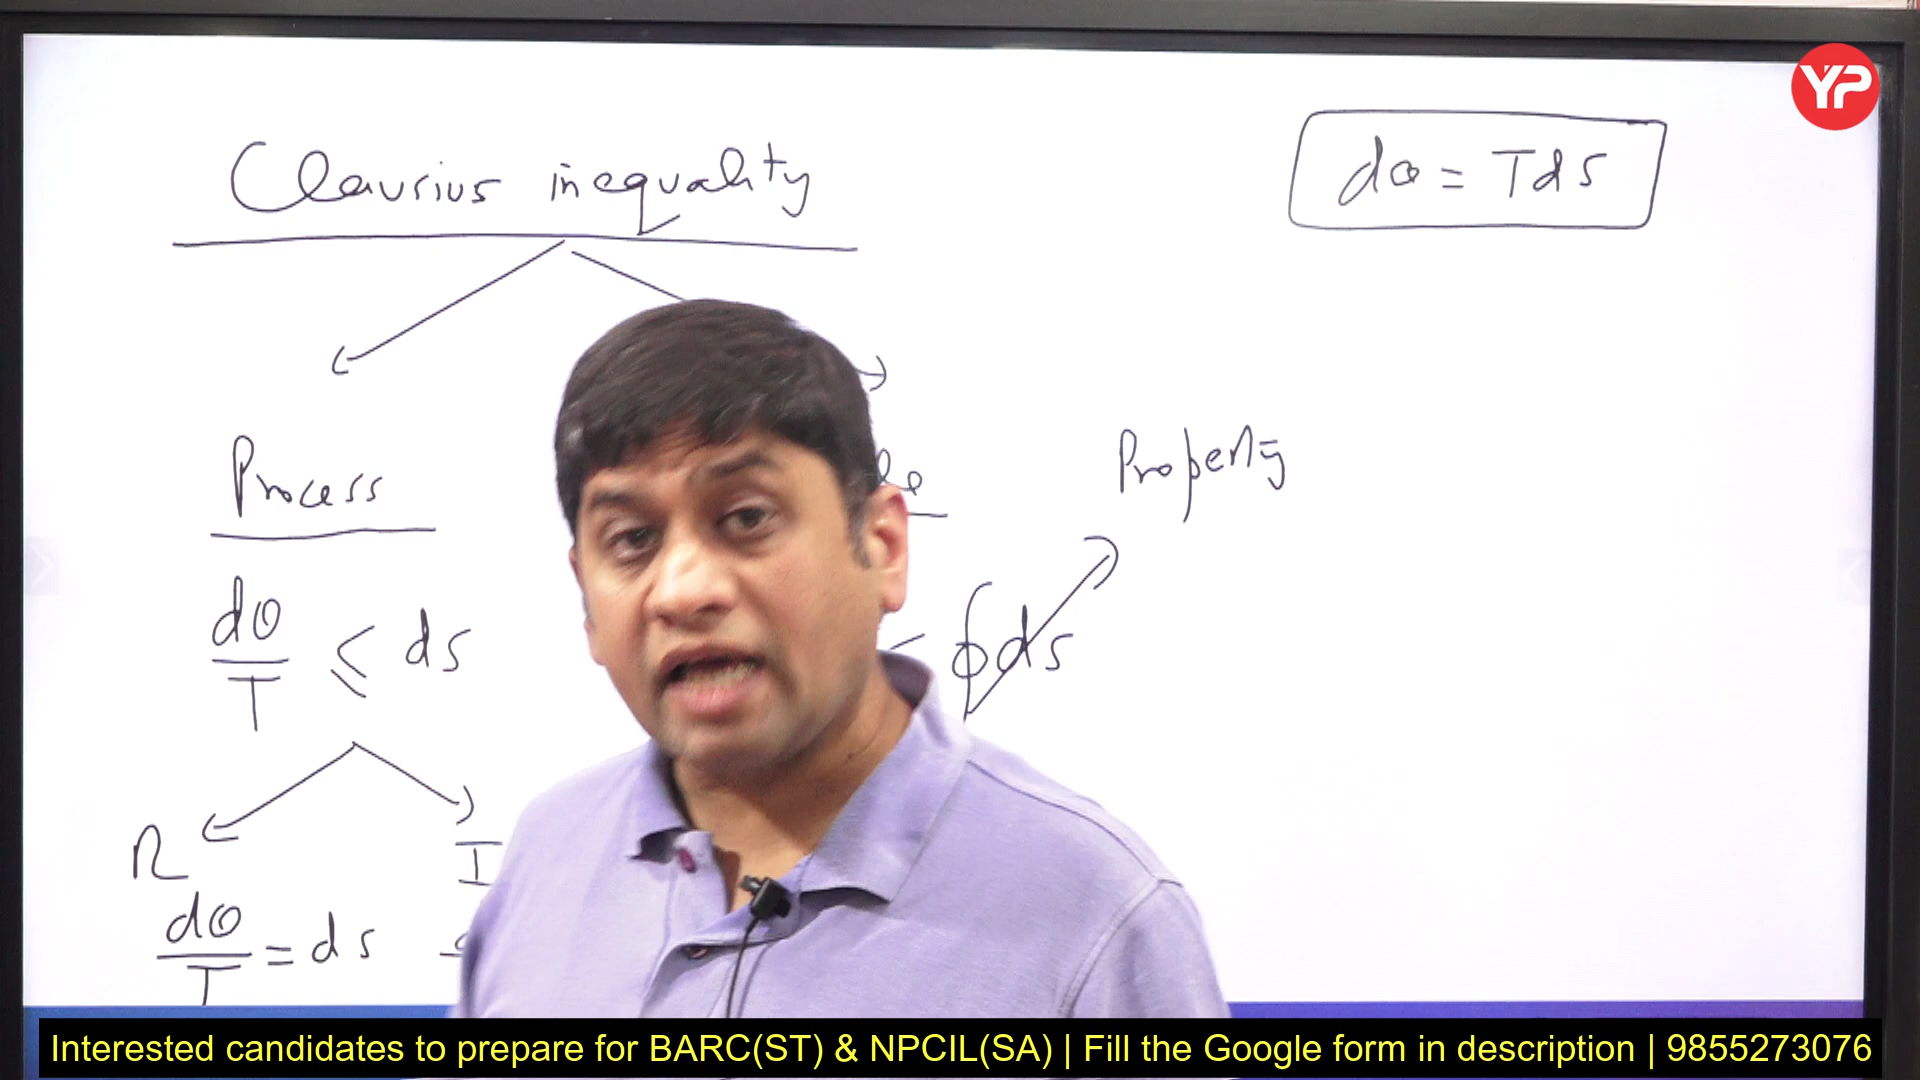 YP
Clausius inequality
dQ = Tds
Process
Property
dQ/T ≤ ds
∮ds
R
I
dQ/T = ds
Interested candidates to prepare for BARC(ST) & NPCIL(SA) | Fill the Google form in description | 9855273076